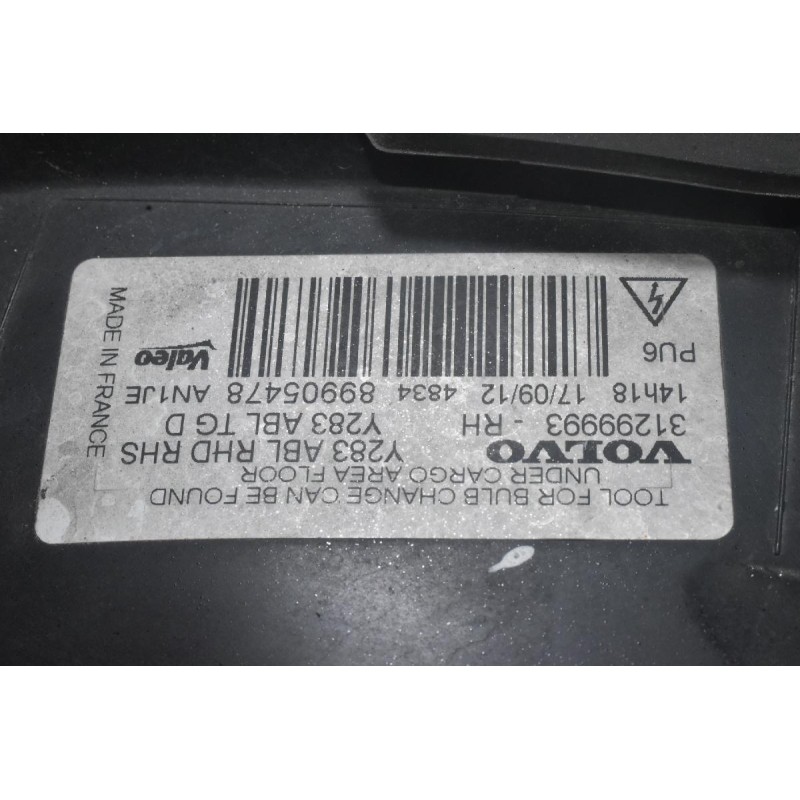 TOOL FOR BULB CHANGE CAN BE FOUND
UNDER CARGO AREA FLOOR
VOLVO Y283 ABL RHD RHS
31299993 - RH Y283 ABL TG D
14h18 17/09/12 4834 89905478 AN1JE
PU6
Valeo
MADE IN FRANCE